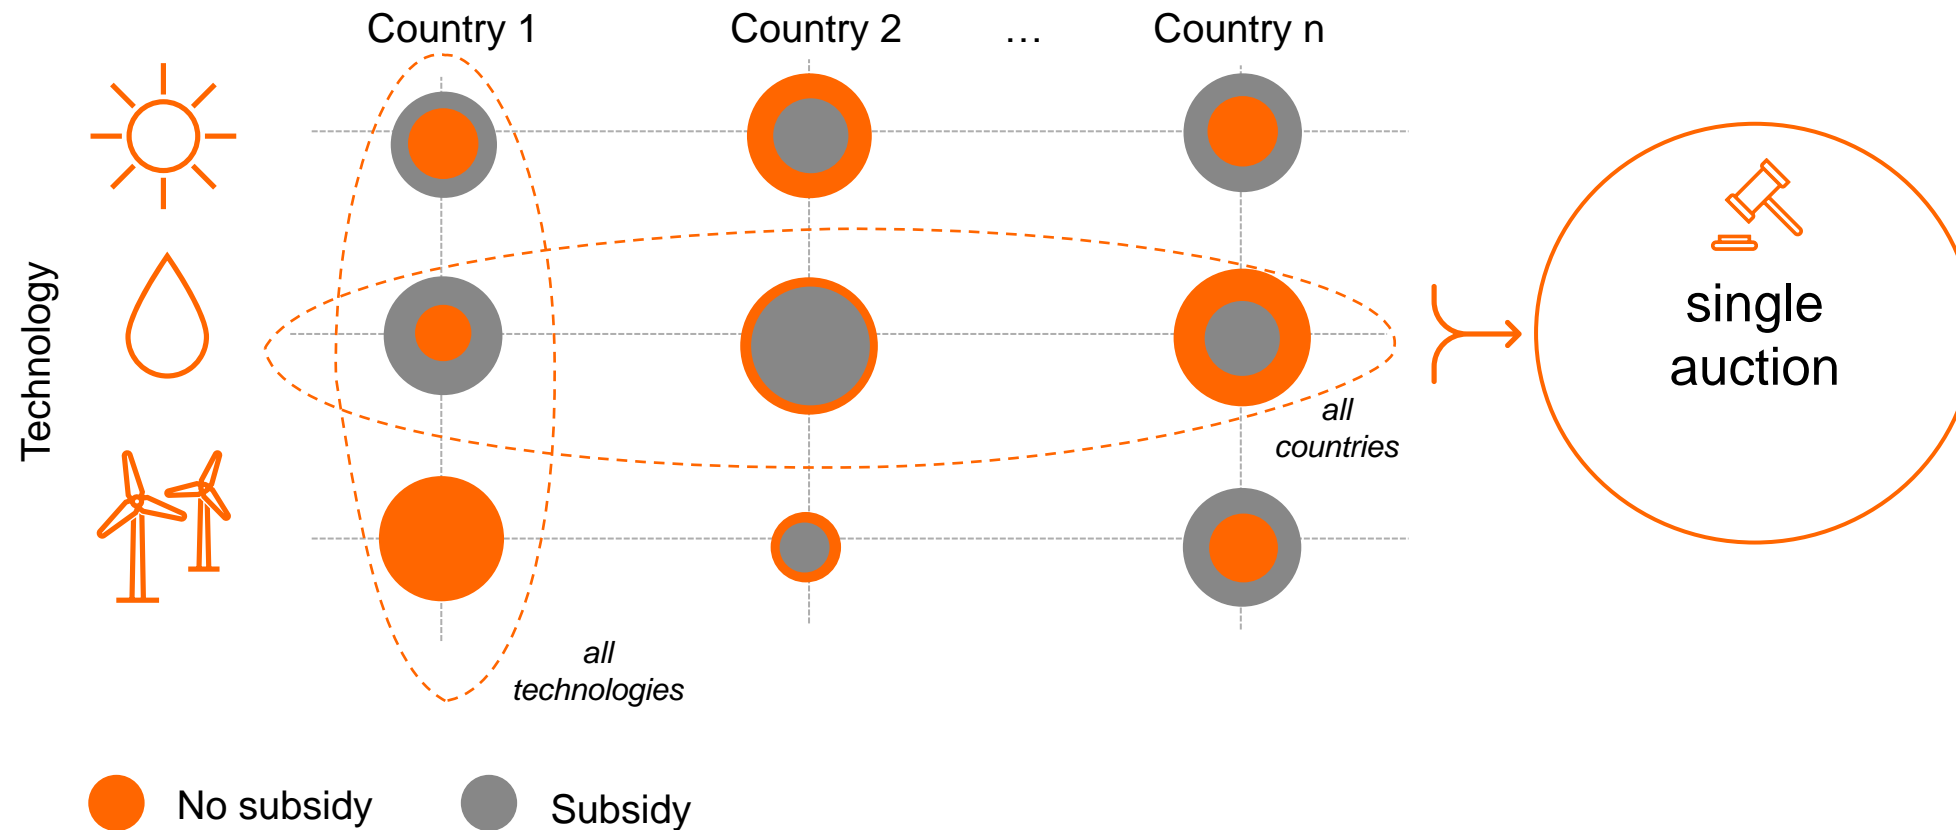 Country 1
Country 2
…
Country n
Technology
single
auction
all
countries
all
technologies
No subsidy
Subsidy